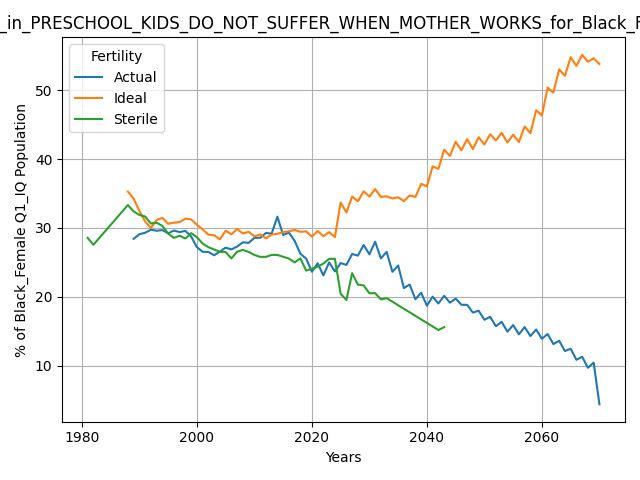 _in_PRESCHOOL_KIDS_DO_NOT_SUFFER_WHEN_MOTHER_WORKS_for_Black_F
Fertility
Actual
Ideal
Sterile
% of Black_Female Q1_IQ Population
50
40
30
20
10
1980
2000
2020
2040
2060
Years